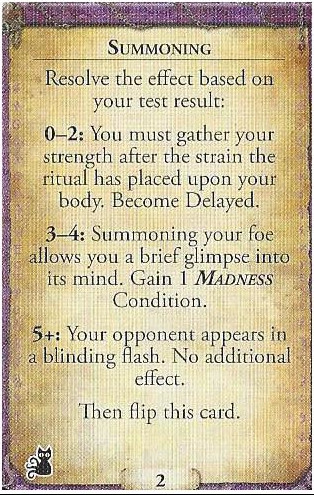 SUMMONING
Resolve the effect based on
your test result:
0–2: You must gather your
strength after the strain the
ritual has placed upon your
body. Become Delayed.
3–4: Summoning your foe
allows you a brief glimpse into
its mind. Gain 1 MADNESS
Condition.
5+: Your opponent appears in
a blinding flash. No additional
effect.
Then flip this card.
2